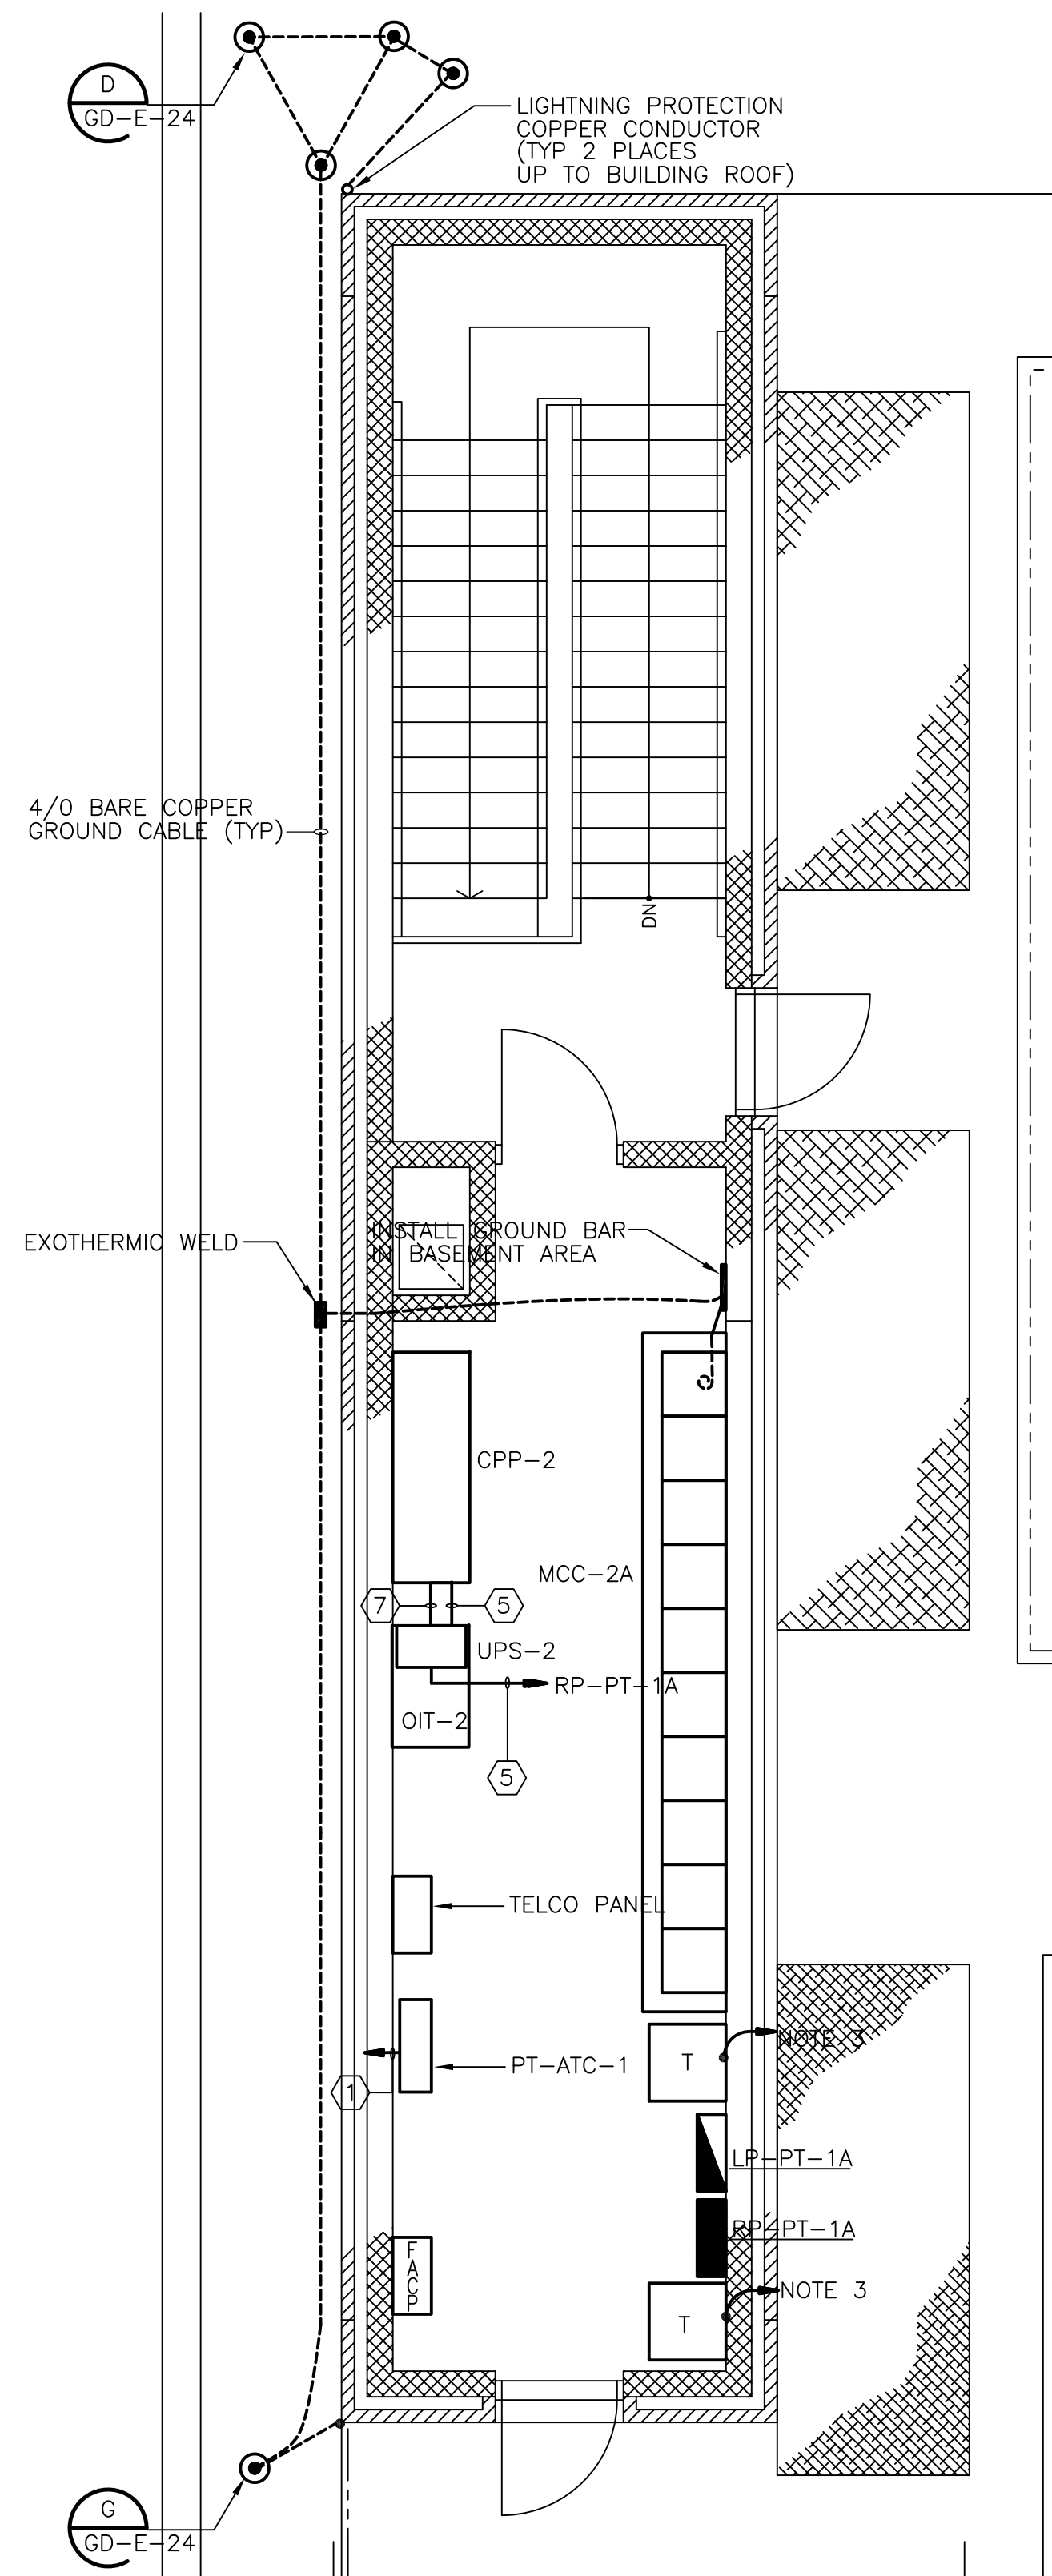 D
GD-E-24
LIGHTNING PROTECTION
COPPER CONDUCTOR
(TYP 2 PLACES
UP TO BUILDING ROOF)
4/0 BARE COPPER
GROUND CABLE (TYP)
DN
EXOTHERMIC WELD
INSTALL GROUND BAR
IN BASEMENT AREA
CPP-2
MCC-2A
7
5
UPS-2
RP-PT-1A
OIT-2
5
TELCO PANEL
NOTE 3
T
PT-ATC-1
1
LP-PT-1A
RP-PT-1A
FACP
NOTE 3
T
G
GD-E-24